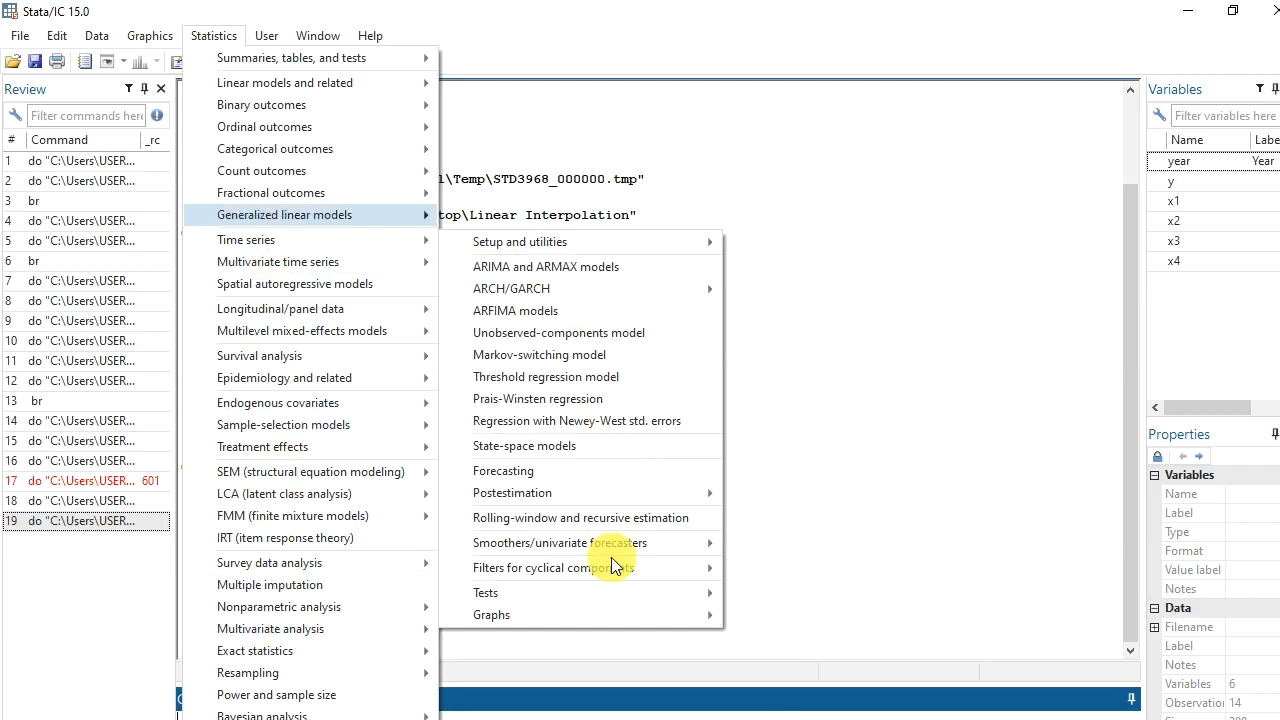 Stata/IC 15.0
File Edit Data Graphics Statistics User Window Help
Review
Filter commands here
# Command _rc
1 do "C:\Users\USER...
2 do "C:\Users\USER...
3 br
4 do "C:\Users\USER...
5 do "C:\Users\USER...
6 br
7 do "C:\Users\USER...
8 do "C:\Users\USER...
9 do "C:\Users\USER...
10 do "C:\Users\USER...
11 do "C:\Users\USER...
12 do "C:\Users\USER...
13 br
14 do "C:\Users\USER...
15 do "C:\Users\USER...
16 do "C:\Users\USER...
17 do "C:\Users\USER... 601
18 do "C:\Users\USER...
19 do "C:\Users\USER...
Summaries, tables, and tests
Linear models and related
Binary outcomes
Ordinal outcomes
Categorical outcomes
Count outcomes
Fractional outcomes
Generalized linear models
Time series
Multivariate time series
Spatial autoregressive models
Longitudinal/panel data
Multilevel mixed-effects models
Survival analysis
Epidemiology and related
Endogenous covariates
Sample-selection models
Treatment effects
SEM (structural equation modeling)
LCA (latent class analysis)
FMM (finite mixture models)
IRT (item response theory)
Survey data analysis
Multiple imputation
Nonparametric analysis
Multivariate analysis
Exact statistics
Resampling
Power and sample size
Bayesian analysis
l\Temp\STD3968_000000.tmp"
top\Linear Interpolation"
Setup and utilities
ARIMA and ARMAX models
ARCH/GARCH
ARFIMA models
Unobserved-components model
Markov-switching model
Threshold regression model
Prais-Winsten regression
Regression with Newey-West std. errors
State-space models
Forecasting
Postestimation
Rolling-window and recursive estimation
Smoothers/univariate forecasters
Filters for cyclical components
Tests
Graphs
Variables
Filter variables here
Name Labe
year Year
y
x1
x2
x3
x4
Properties
Variables
Name
Label
Type
Format
Value label
Notes
Data
Filename
Label
Notes
Variables 6
Observation 14